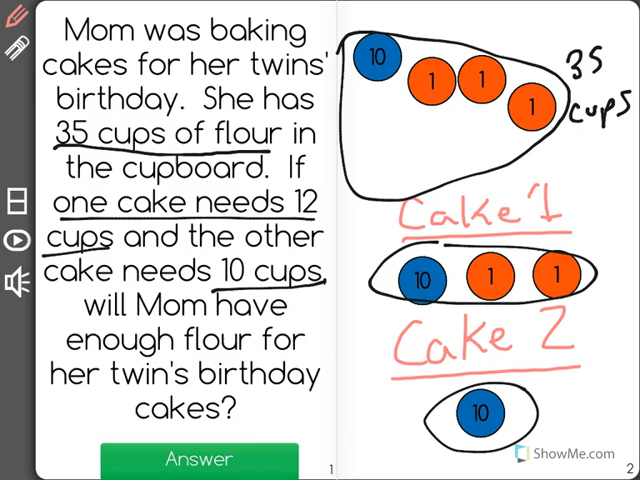 Mom was baking
cakes for her twins'
birthday. She has
35 cups of flour in
the cupboard. If
one cake needs 12
cups and the other
cake needs 10 cups,
will Mom have
enough flour for
her twin's birthday
cakes?
Answer
1
10
1
1
1
35
cups
Cake 1
10
1
1
Cake 2
10
ShowMe.com
2